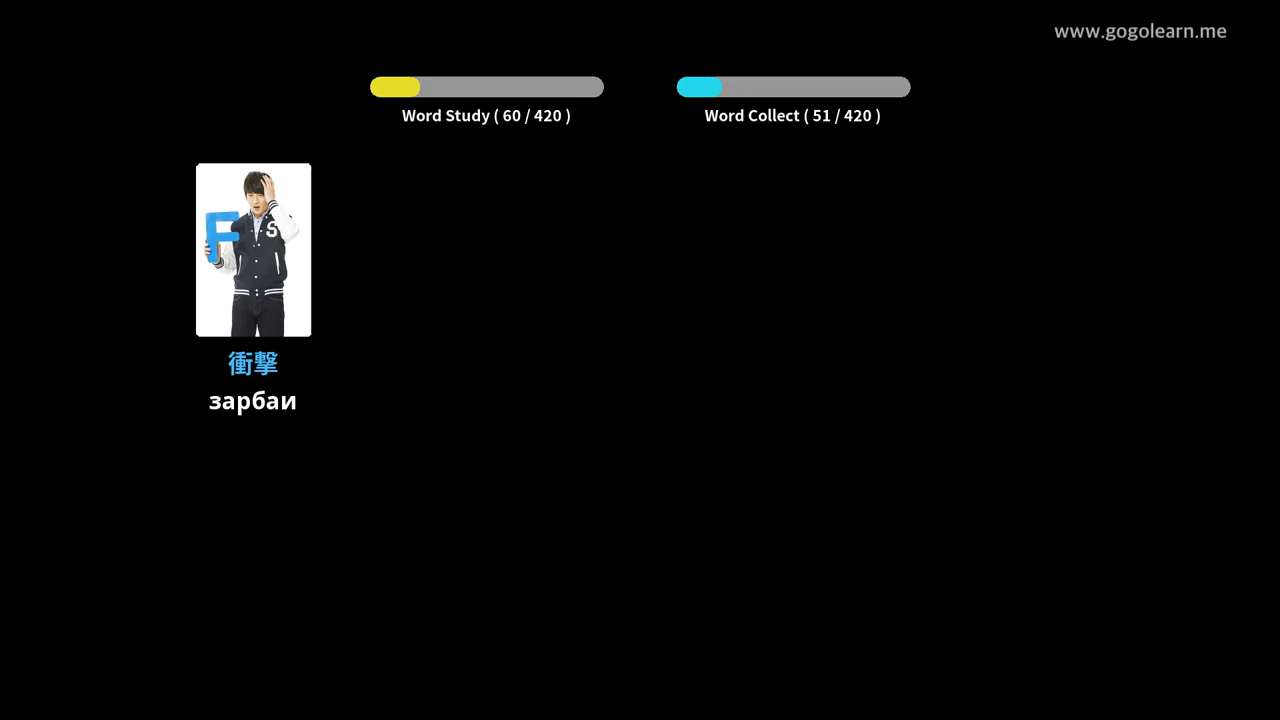 www.gogolearn.me
Word Study ( 60 / 420 )
Word Collect ( 51 / 420 )
F
S
衝撃
зарбаи